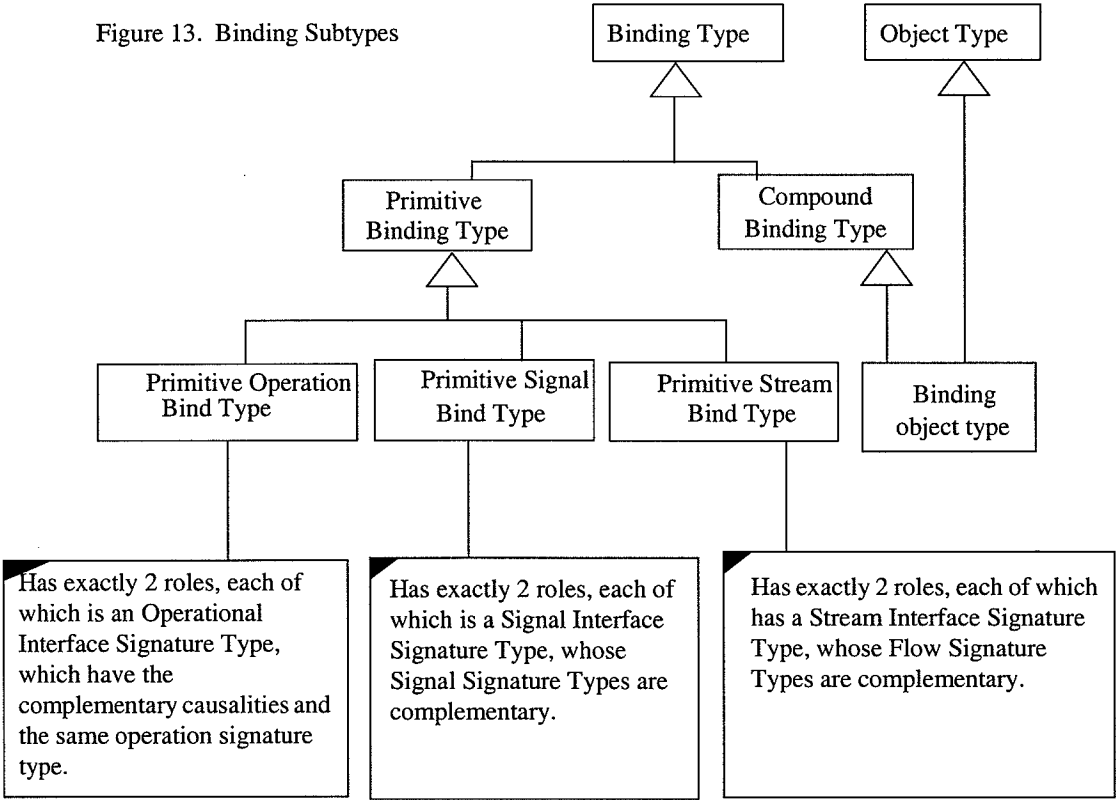 Figure 13. Binding Subtypes
Binding Type
Object Type
Primitive
Binding Type
Compound
Binding Type
Primitive Operation
Bind Type
Primitive Signal
Bind Type
Primitive Stream
Bind Type
Binding
object type
Has exactly 2 roles, each of
which is an Operational
Interface Signature Type,
which have the
complementary causalities and
the same operation signature
type.
Has exactly 2 roles, each of
which is a Signal Interface
Signature Type, whose
Signal Signature Types are
complementary.
Has exactly 2 roles, each of which
has a Stream Interface Signature
Type, whose Flow Signature
Types are complementary.